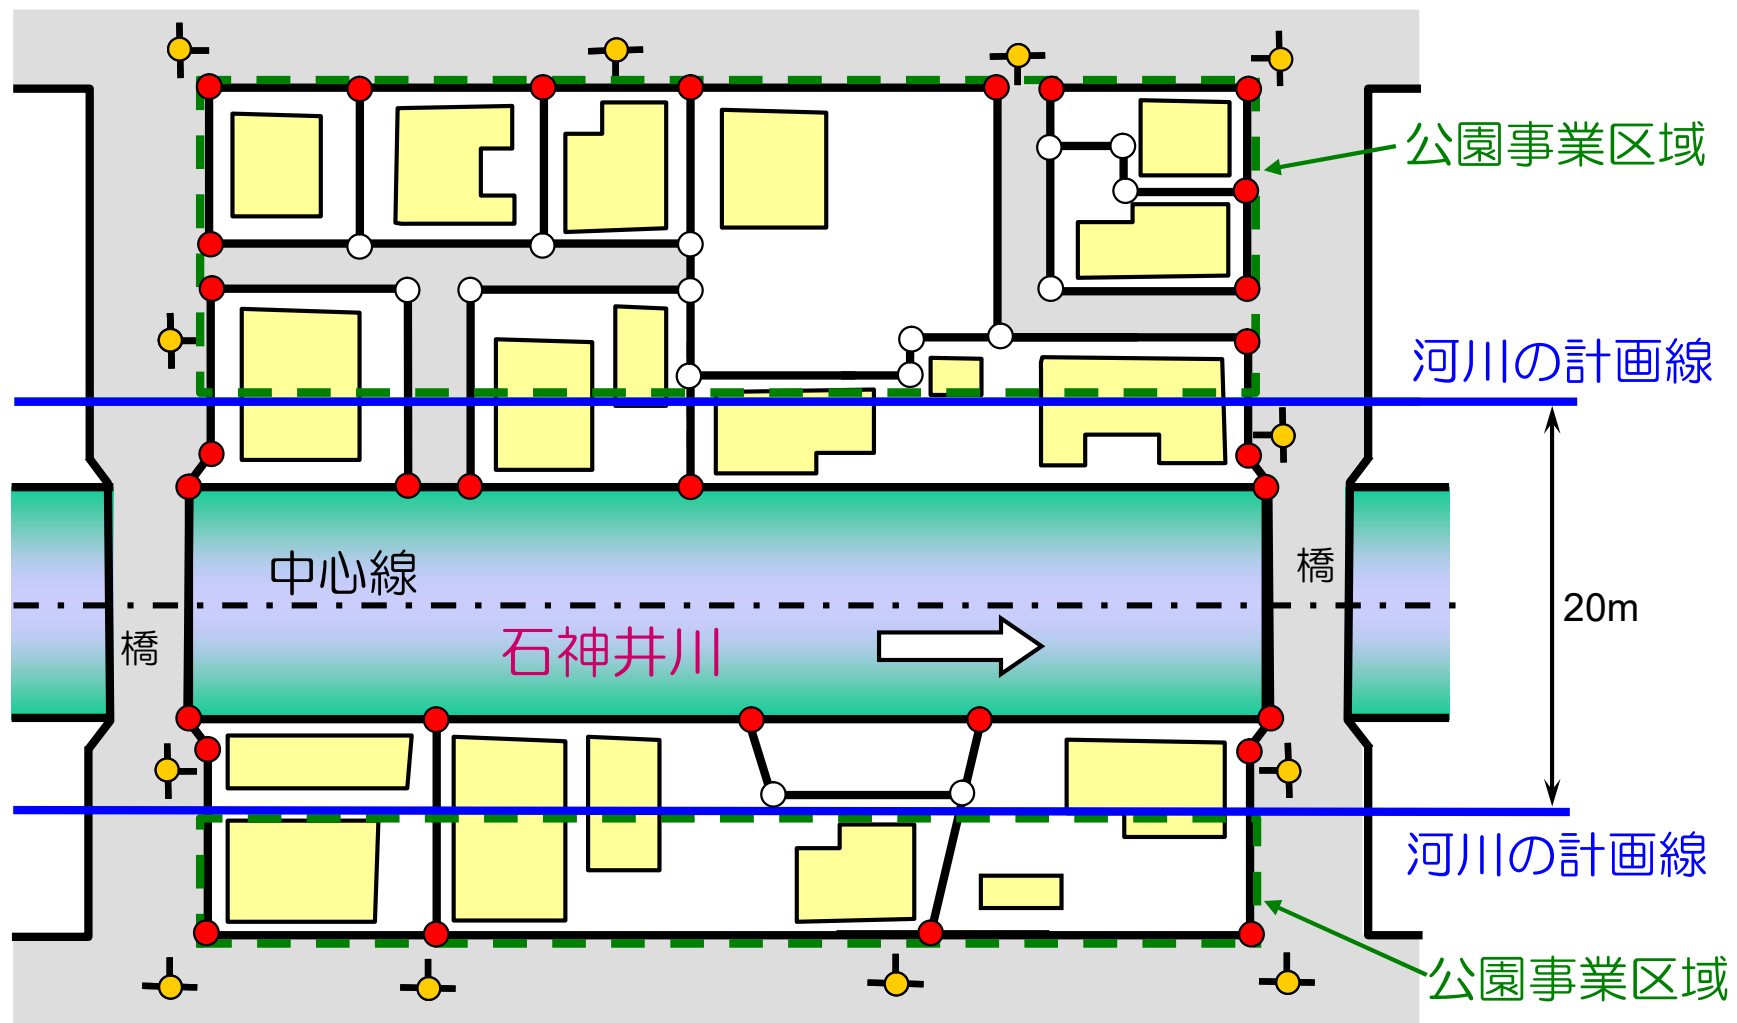 公園事業区域
河川の計画線
中心線
橋
20m
橋
石神井川
河川の計画線
公園事業区域